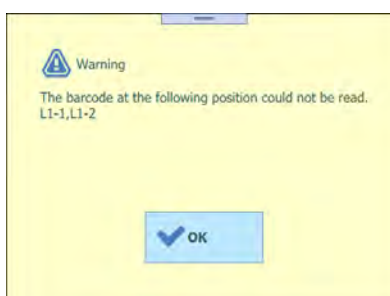 Warning
The barcode at the following position could not be read.
L1-1,L1-2
OK